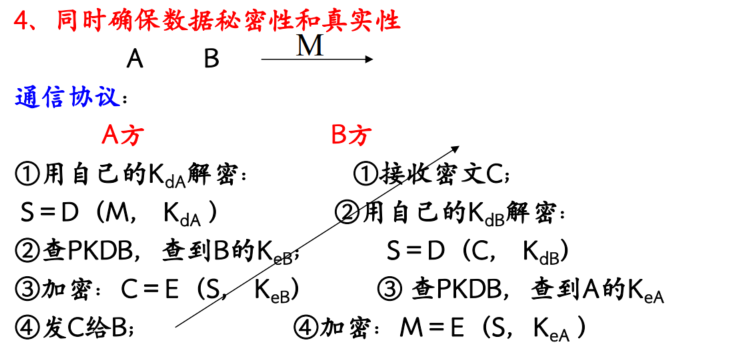 4、同时确保数据秘密性和真实性
A B M
通信协议：
A方 B方
①用自己的KdA解密： ①接收密文C；
S＝D（M， KdA ） ②用自己的KdB解密：
②查PKDB，查到B的KeB； S＝D（C， KdB）
③加密：C＝E（S， KeB） ③ 查PKDB，查到A的KeA
④发C给B； ④加密：M＝E（S，KeA ）